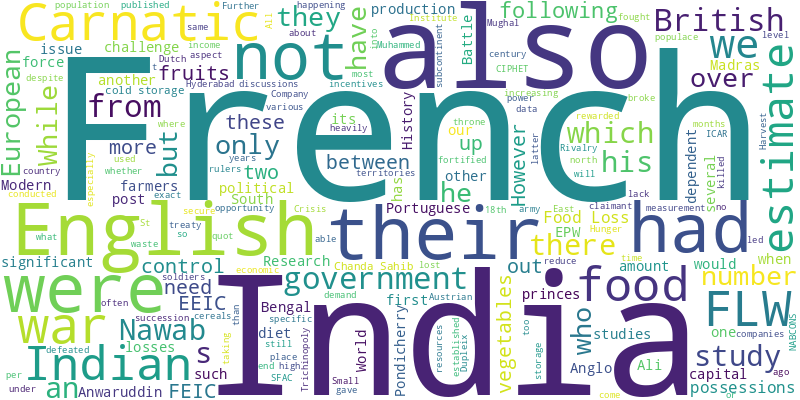 population published Further ALI happening
Carnatic they following
income same about production
British
issue
not also
we
challenge have fruits
Muhammed into Battle
Institute subcontinent
Mughal fought populace level
force Dutch
aspect
another
Hyderabad discussions
CIPHET most incentives
Madras
over
European While
cold storage
from
Company
increasing
French
estimate
but more
these only
various
heavily
its
History
century
power
data
rewarded
broke
months
ICAR
which
his
where
used
years
our
throne
Rivalry
north
will
dependent
several
Harvest
country
especially
farmers
whether
rulers
between
territories
two
up
fortified
latter
However
lack
killed
Modern
conducted
exact
post
political
South
has
he
other
army
18th
East
claimant
measurement
no
English
secure
opportunity
Crisis
treaty
St
so
quot
able
Portuguese
their
Food Loss
EPW
Hunger
there
had
led
what
waste
significant
control
Research
Chanda Sahib
lost
economic
demand
government
out
time
reduce
amount
would
when
were
EEIC
need
soldiers
often
cereals
than
Bengal
specific
first
Austrian
vegetables
princes
who
food
number
FLW
NABCONS
war
Nawab
succession
losses
defeated
taking
India
diet
still
place
end
high
SFAC
World
Small
gave
Trichinopoly
Pondicherry
resources
established
Dupleix
storage
too
studies
Anglo
one
companies
Ali
capital
come
Indian
s
such
per
under
an
Anwaruddin
FEIC
ago
study
possessions
or